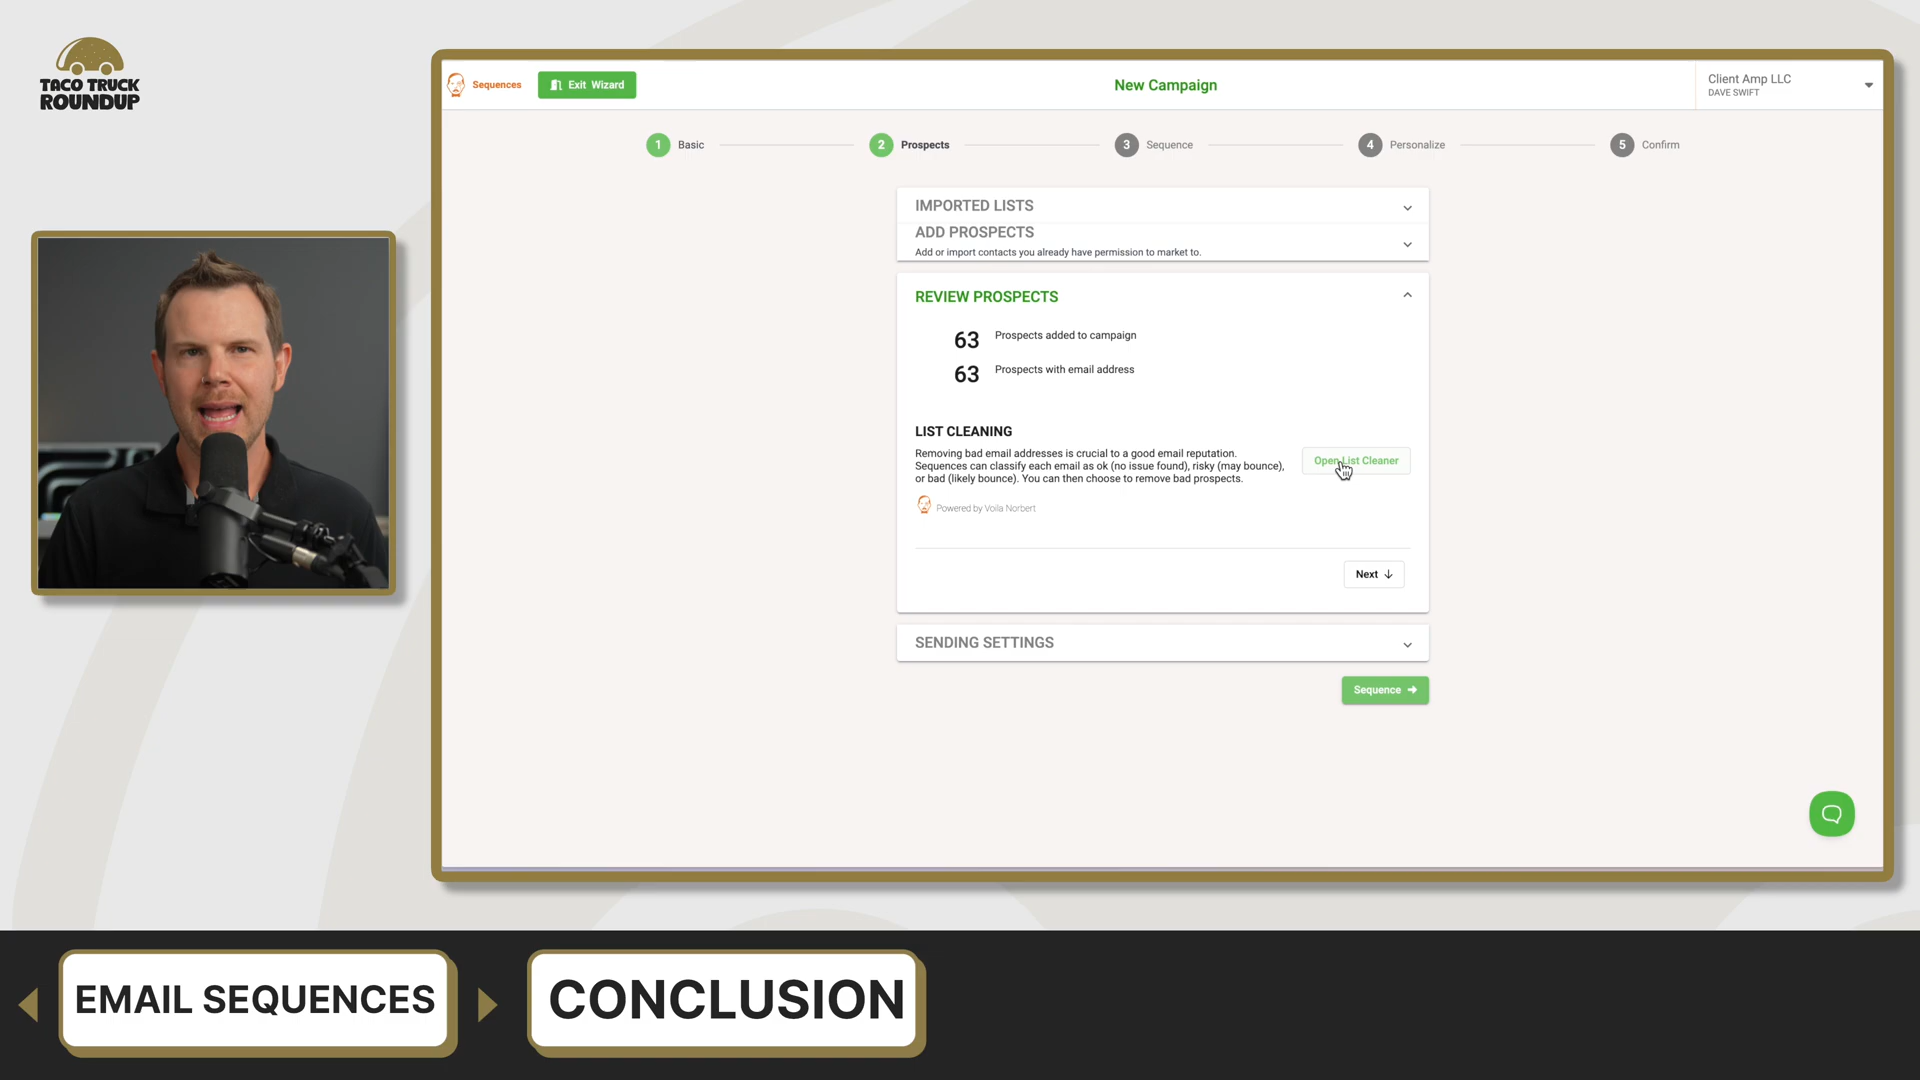 TACO TRUCK
ROUNDUP
Sequences
Exit Wizard
New Campaign
Client Amp LLC
DAVE SWIFT
1 Basic
2 Prospects
3 Sequence
4 Personalize
5 Confirm
IMPORTED LISTS
ADD PROSPECTS
Add or import contacts you already have permission to market to.
REVIEW PROSPECTS
63 Prospects added to campaign
63 Prospects with email address
LIST CLEANING
Removing bad email addresses is crucial to a good email reputation.
Sequences can classify each email as ok (no issue found), risky (may bounce),
or bad (likely bounce). You can then choose to remove bad prospects.
Open List Cleaner
Powered by Voila Norbert
Next
SENDING SETTINGS
Sequence
EMAIL SEQUENCES
CONCLUSION